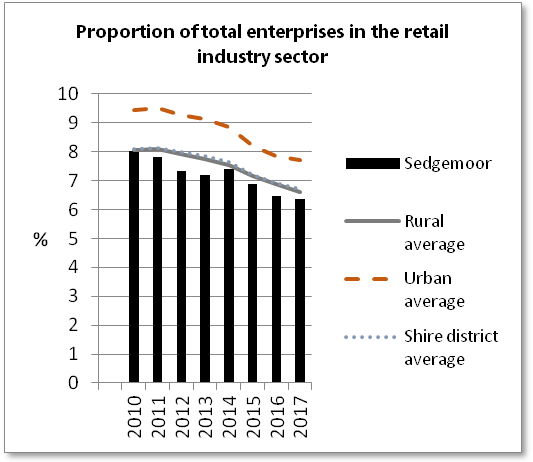 Proportion of total enterprises in the retail
industry sector
10
9
8
7
6
5
4
3
2
1
0
%
2010
2011
2012
2013
2014
2015
2016
2017
Sedgemoor
Rural
average
Urban
average
Shire district
average